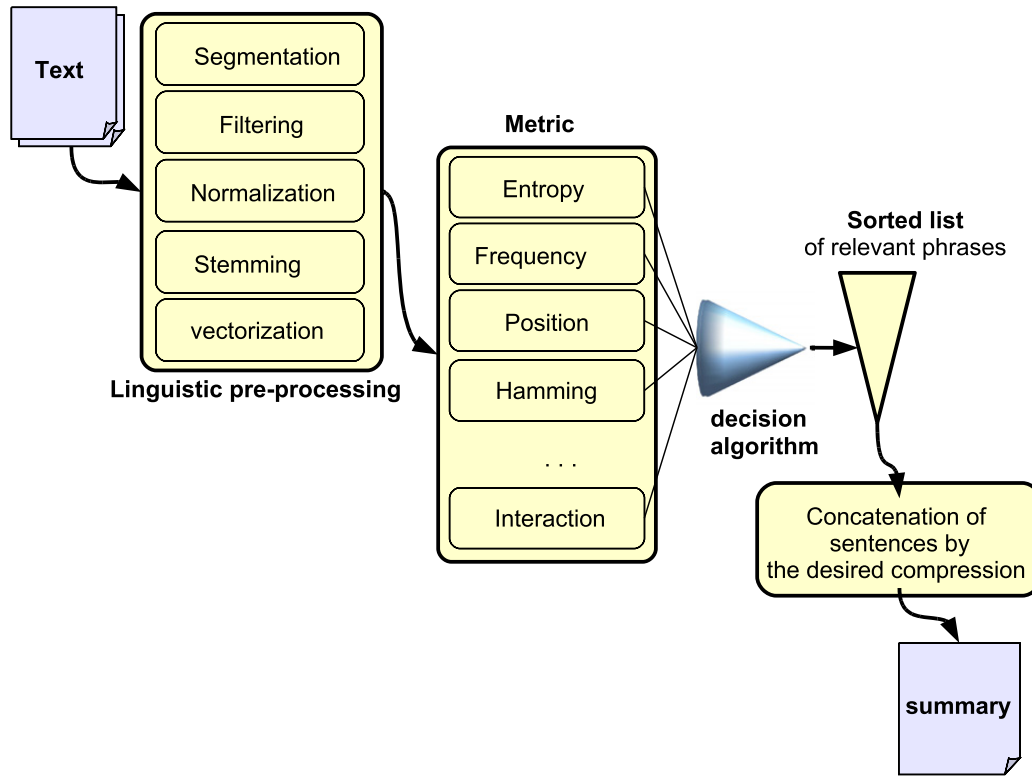 Text
Segmentation
Filtering
Normalization
Stemming
vectorization
Linguistic pre-processing
Metric
Entropy
Frequency
Position
Hamming
. . .
Interaction
decision
algorithm
Sorted list
of relevant phrases
Concatenation of
sentences by
the desired compression
summary